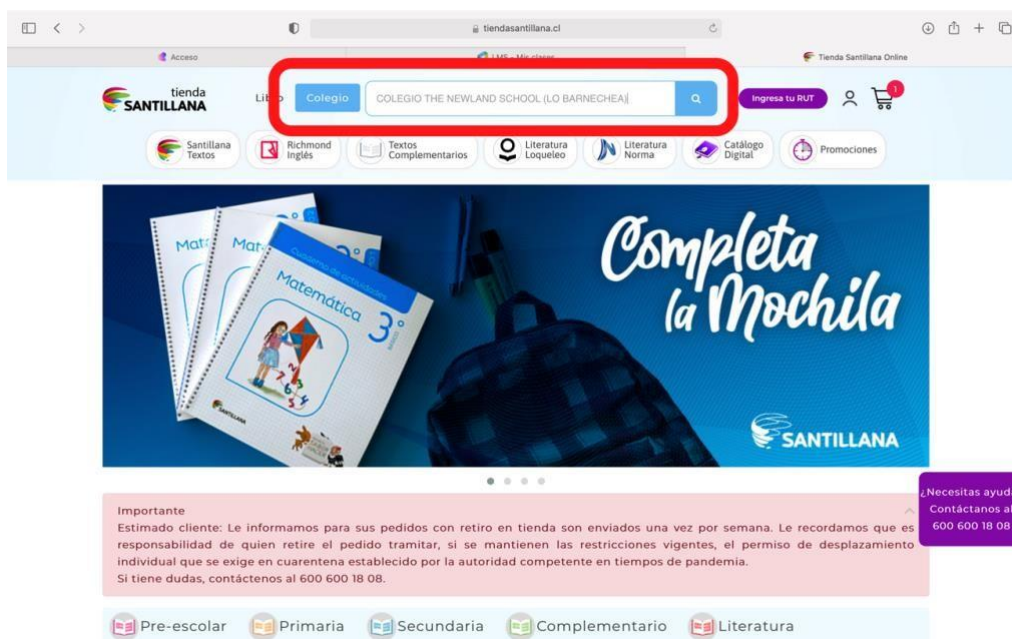 tiendasantillana.cl
Acceso
LMS - Mis clases
Tienda Santillana Online
tienda
SANTILLANA
Libro
Colegio
COLEGIO THE NEWLAND SCHOOL (LO BARNECHEA)
Ingresa tu RUT
1
Santillana
Textos
Richmond
Inglés
Textos
Complementarios
Literatura
Loqueleo
Literatura
Norma
Catálogo
Digital
Promociones
Completa
la Mochila
Mate
Mat
Cuaderno de actividades
Matemática
3°
SANTILLANA
SANTILLANA
¿Necesitas ayud
Contáctanos al
600 600 18 08
Importante
Estimado cliente: Le informamos para sus pedidos con retiro en tienda son enviados una vez por semana. Le recordamos que es
responsabilidad de quien retire el pedido tramitar, si se mantienen las restricciones vigentes, el permiso de desplazamiento
individual que se exige en cuarentena establecido por la autoridad competente en tiempos de pandemia.
Si tiene dudas, contáctenos al 600 600 18 08.
Pre-escolar
Primaria
Secundaria
Complementario
Literatura